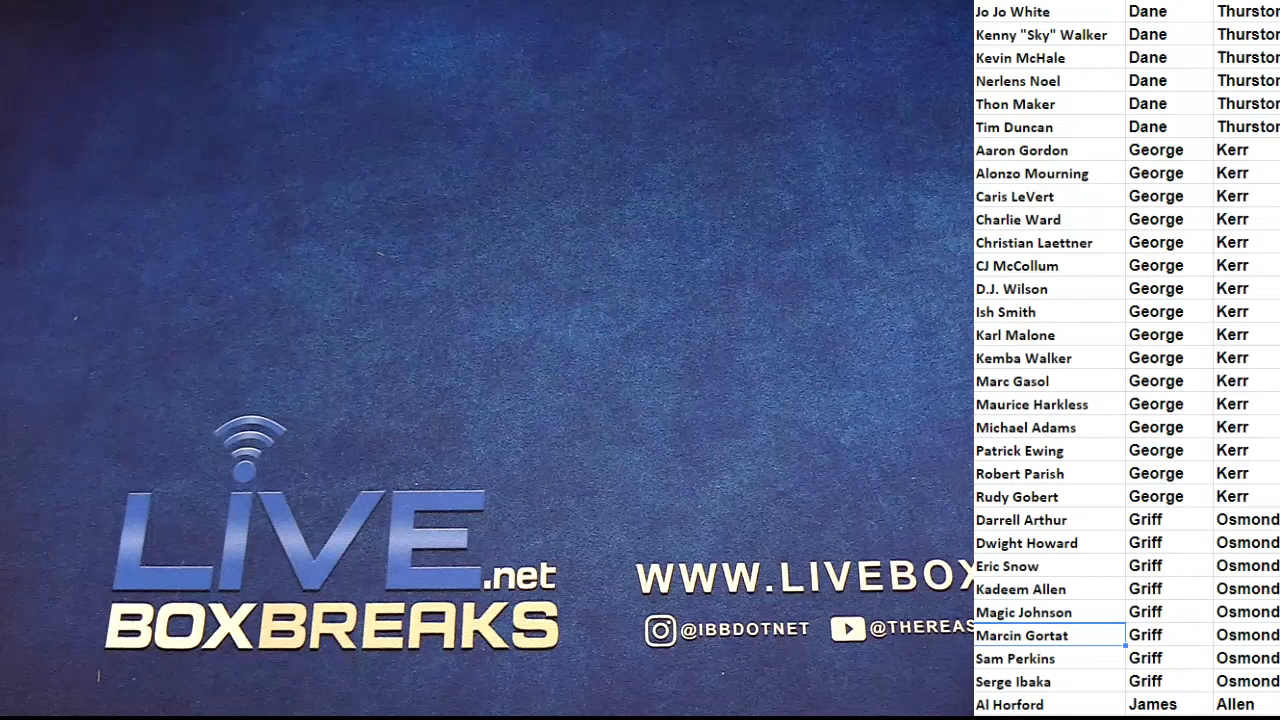 LIVE.net
BOXBREAKS
WWW.LIVEBOX
@IBBDOTNET @THEREAS
Jo Jo White Dane Thurston
Kenny "Sky" Walker Dane Thurston
Kevin McHale Dane Thurston
Nerlens Noel Dane Thurston
Thon Maker Dane Thurston
Tim Duncan Dane Thurston
Aaron Gordon George Kerr
Alonzo Mourning George Kerr
Caris LeVert George Kerr
Charlie Ward George Kerr
Christian Laettner George Kerr
CJ McCollum George Kerr
D.J. Wilson George Kerr
Ish Smith George Kerr
Karl Malone George Kerr
Kemba Walker George Kerr
Marc Gasol George Kerr
Maurice Harkless George Kerr
Michael Adams George Kerr
Patrick Ewing George Kerr
Robert Parish George Kerr
Rudy Gobert George Kerr
Darrell Arthur Griff Osmond
Dwight Howard Griff Osmond
Eric Snow Griff Osmond
Kadeem Allen Griff Osmond
Magic Johnson Griff Osmond
Marcin Gortat Griff Osmond
Sam Perkins Griff Osmond
Serge Ibaka Griff Osmond
Al Horford James Allen